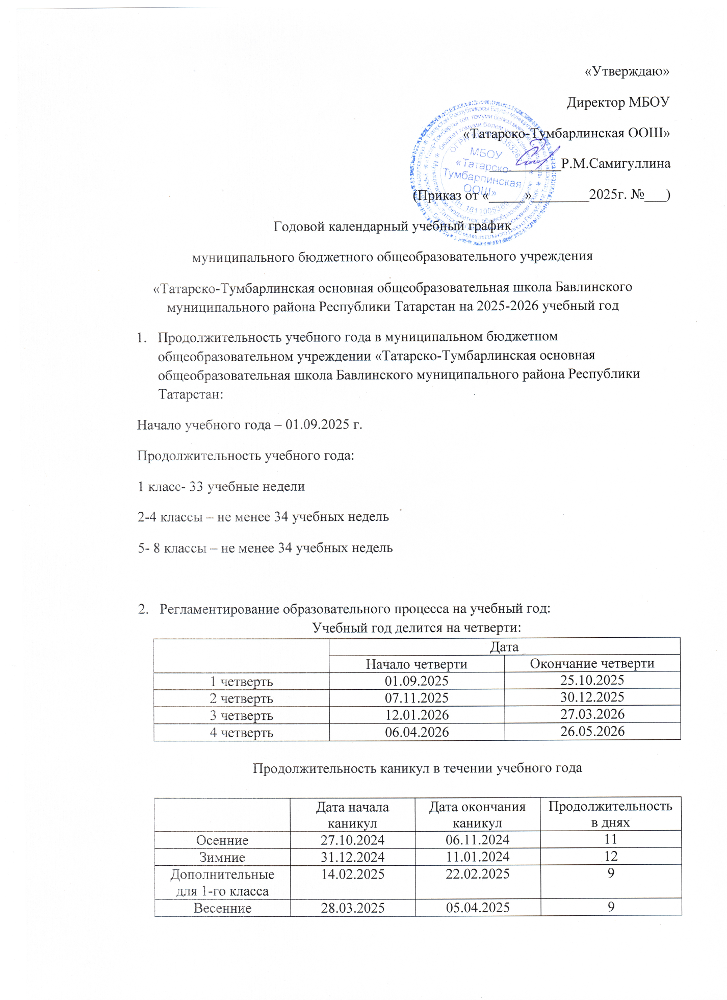 «Утверждаю»
Директор МБОУ
«Татарско-Тумбарлинская ООШ»
__________Р.М.Самигуллина
(Приказ от «_____»________2025г. №___)
МБОУ
«Татарско-
Тумбарлинская
ООШ»
Годовой календарный учебный график
муниципального бюджетного общеобразовательного учреждения
«Татарско-Тумбарлинская основная общеобразовательная школа Бавлинского
муниципального района Республики Татарстан на 2025-2026 учебный год
1. Продолжительность учебного года в муниципальном бюджетном
общеобразовательном учреждении «Татарско-Тумбарлинская основная
общеобразовательная школа Бавлинского муниципального района Республики
Татарстан:
Начало учебного года – 01.09.2025 г.
Продолжительность учебного года:
1 класс- 33 учебные недели
2-4 классы – не менее 34 учебных недель
5- 8 классы – не менее 34 учебных недель
2. Регламентирование образовательного процесса на учебный год:
Учебный год делится на четверти:
Дата
Начало четверти Окончание четверти
1 четверть 01.09.2025 25.10.2025
2 четверть 07.11.2025 30.12.2025
3 четверть 12.01.2026 27.03.2026
4 четверть 06.04.2026 26.05.2026
Продолжительность каникул в течении учебного года
Дата начала Дата окончания Продолжительность
каникул каникул в днях
Осенние 27.10.2024 06.11.2024 11
Зимние 31.12.2024 11.01.2024 12
Дополнительные 14.02.2025 22.02.2025 9
для 1-го класса
Весенние 28.03.2025 05.04.2025 9